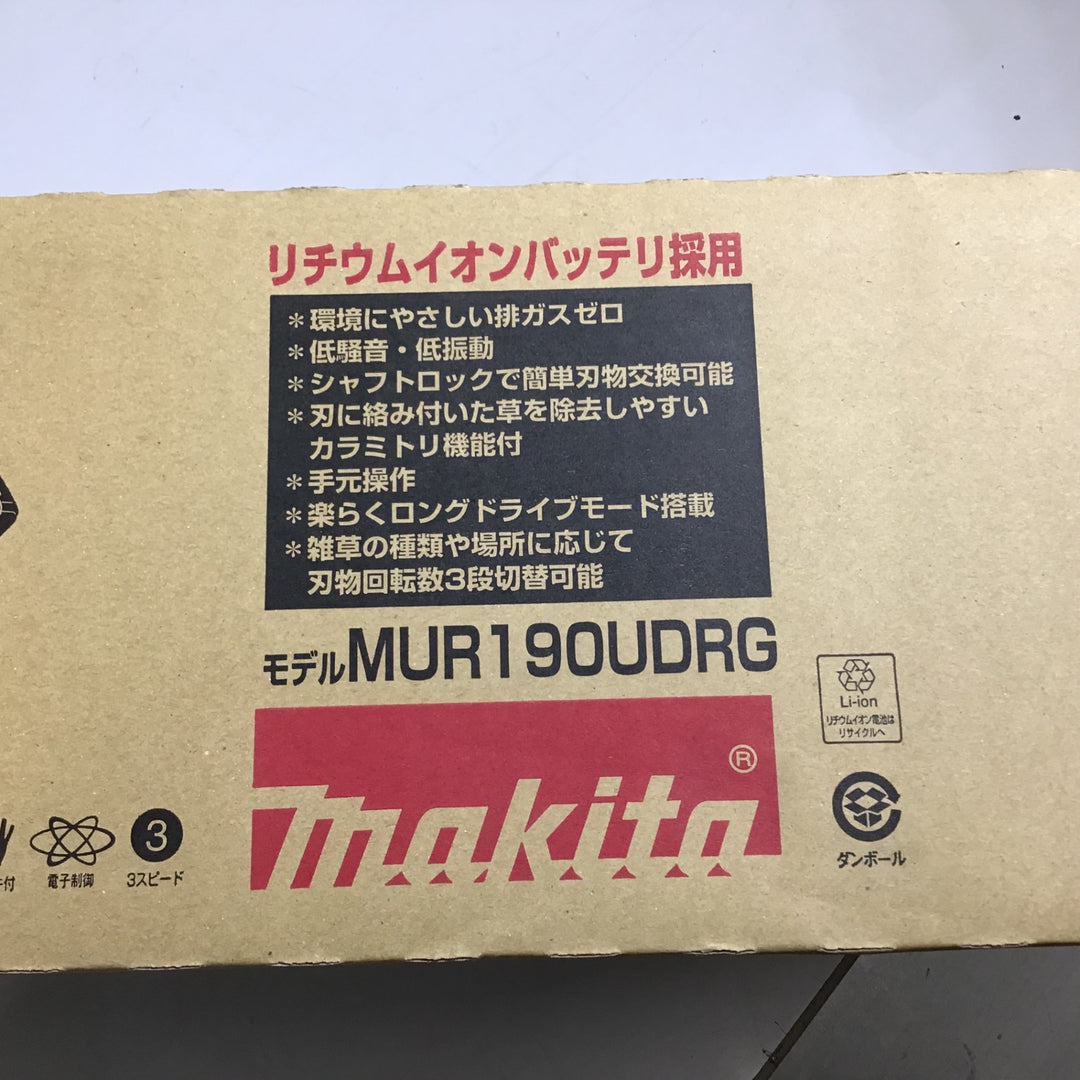 リチウムイオンバッテリ採用
＊環境にやさしい排ガスゼロ
＊低騒音・低振動
＊シャフトロックで簡単刃物交換可能
＊刃に絡み付いた草を除去しやすい
カラミトリ機能付
＊手元操作
＊楽らくロングドライブモード搭載
＊雑草の種類や場所に応じて
刃物回転数3段切替可能
モデルMUR190UDRG
makita®
Li-ion
リチウムイオン電池は
リサイクルへ
ダンボール
付
電子制御
3
3スピード